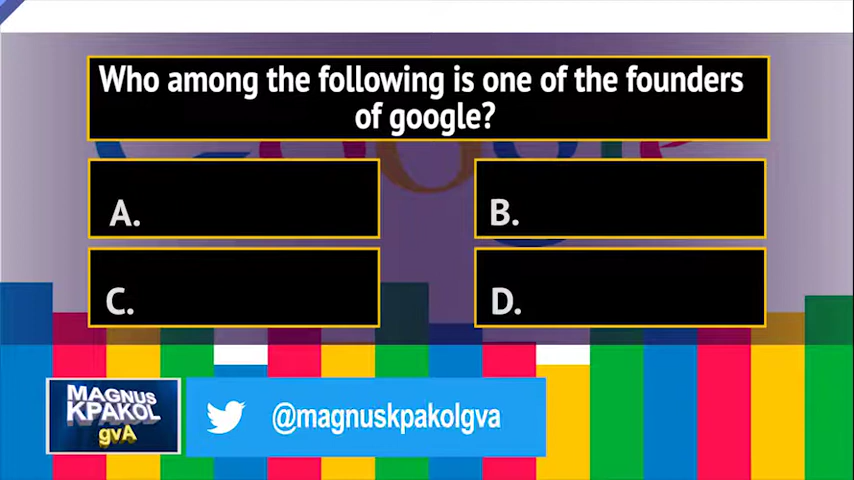 Who among the following is one of the founders
of google?
A.
B.
C.
D.
MAGNUS
KPAKOL
gvA
@magnuskpakolgva